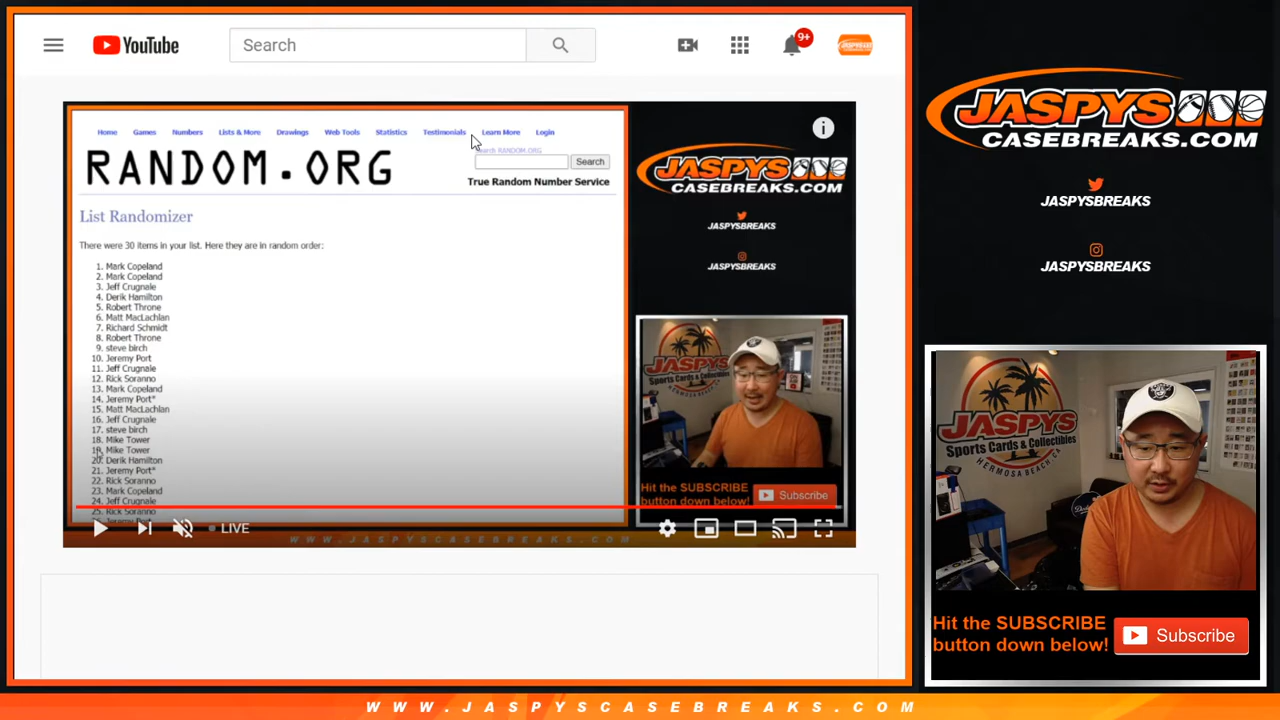 YouTube
Search
9+
Home Games Numbers Lists & More Drawings Web Tools Statistics Testimonials Learn More Login
Search RANDOM.ORG
RANDOM.ORG
Search
True Random Number Service
List Randomizer
There were 30 items in your list. Here they are in random order:
1. Mark Copeland
2. Mark Copeland
3. Jeff Crugnale
4. Derik Hamilton
5. Robert Throne
6. Matt MacLachlan
7. Richard Schmidt
8. Robert Throne
9. steve birch
10. Jeremy Port
11. Jeff Crugnale
12. Rick Soranno
13. Mark Copeland
14. Jeremy Port*
15. Matt MacLachlan
16. Jeff Crugnale
17. steve birch
18. Mike Tower
19. Mike Tower
20. Derik Hamilton
21. Jeremy Port*
22. Rick Soranno
23. Mark Copeland
24. Jeff Crugnale
25. Rick Soranno
LIVE
JASPYS
CASEBREAKS.COM
JASPYSBREAKS
JASPYSBREAKS
JASPYS
Sports Cards & Collectibles
Hit the SUBSCRIBE
button down below!
Subscribe
WWW.JASPYSCASEBREAKS.COM
JASPYS
CASEBREAKS.COM
JASPYSBREAKS
JASPYSBREAKS
JASPYS
Sports Cards & Collectibles
HERMOSA BEACH, CA
Hit the SUBSCRIBE
button down below!
Subscribe
WWW.JASPYSCASEBREAKS.COM